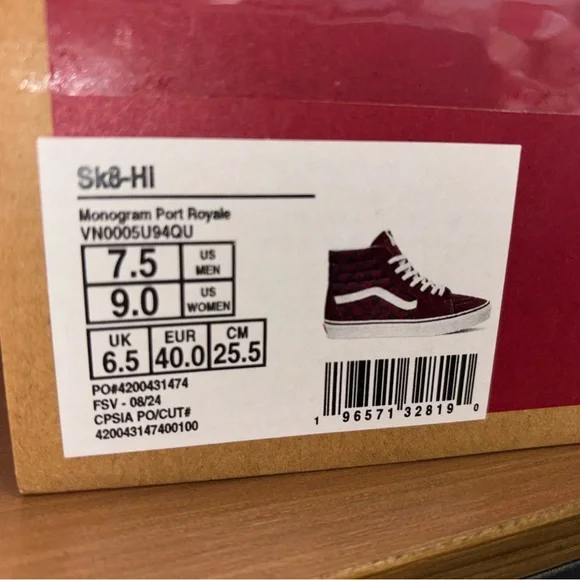 Sk8-Hi
Monogram Port Royale
VN0005U94QU
7.5 US MEN
9.0 US WOMEN
UK EUR CM
6.5 40.0 25.5
PO#4200431474
FSV - 08/24
CPSIA PO/CUT#
420043147400100
1 96571 32819 0